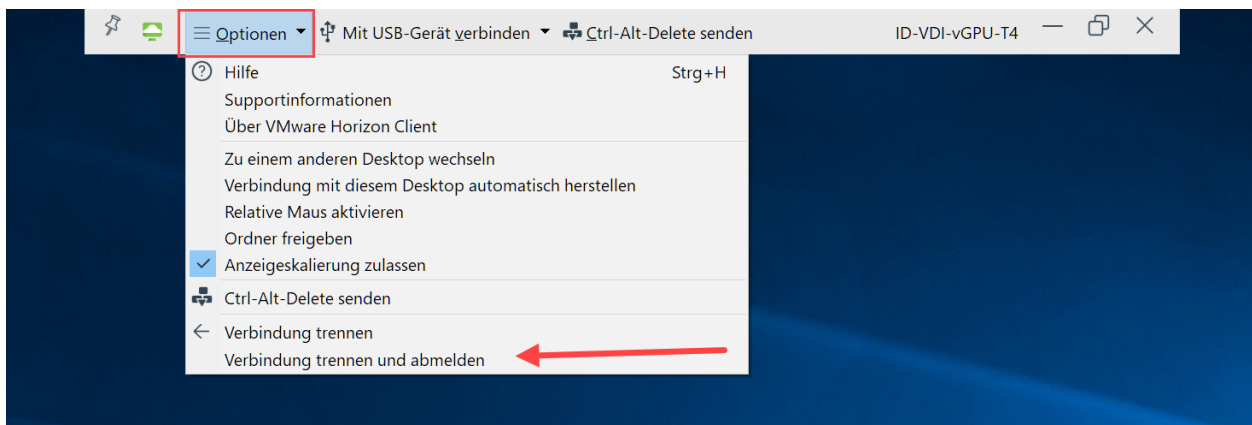 Optionen Mit USB-Gerät verbinden Ctrl-Alt-Delete senden ID-VDI-vGPU-T4
Hilfe Strg+H
Supportinformationen
Über VMware Horizon Client
Zu einem anderen Desktop wechseln
Verbindung mit diesem Desktop automatisch herstellen
Relative Maus aktivieren
Ordner freigeben
Anzeigeskalierung zulassen
Ctrl-Alt-Delete senden
Verbindung trennen
Verbindung trennen und abmelden